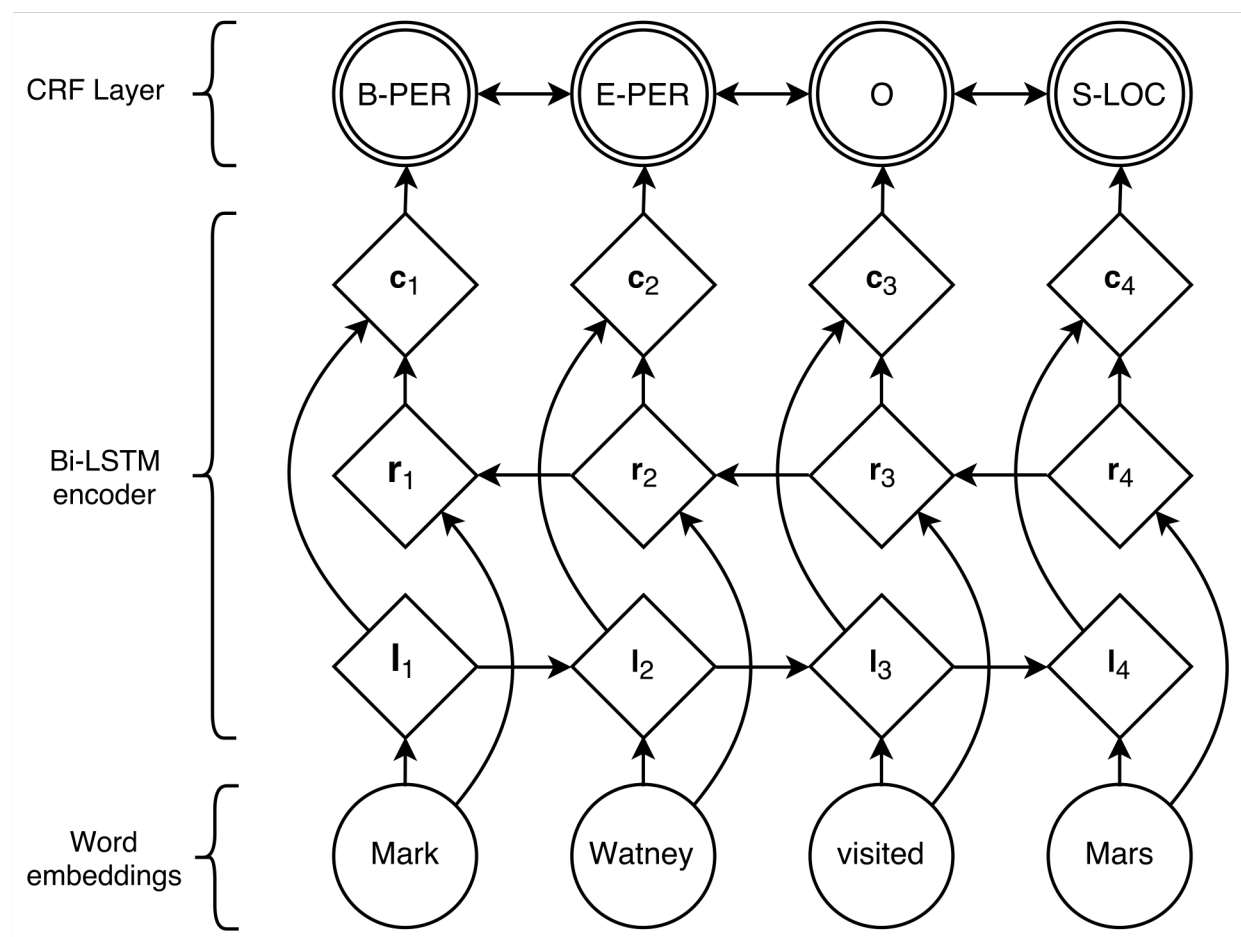 CRF Layer
B-PER
E-PER
O
S-LOC
c1
c2
c3
c4
Bi-LSTM
encoder
r1
r2
r3
r4
l1
l2
l3
l4
Word
embeddings
Mark
Watney
visited
Mars